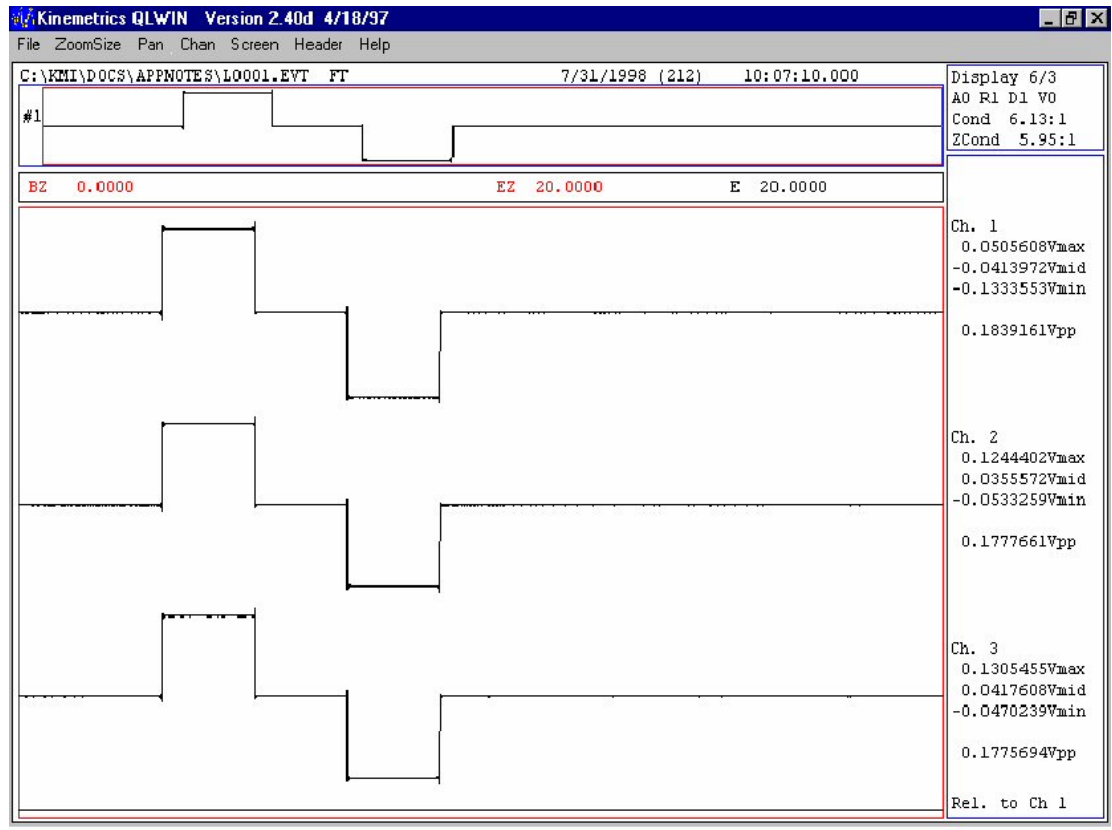 Kinemetrics QLWIN Version 2.40d 4/18/97
File ZoomSize Pan Chan Screen Header Help
C:\KMI\DOCS\APPNOTES\LO001.EVT FT 7/31/1998 (212) 10:07:10.000
#1
Display 6/3
A0 R1 D1 V0
Cond 6.13:1
ZCond 5.95:1
BZ 0.0000 EZ 20.0000 E 20.0000
Ch. 1
0.0505608Vmax
-0.0413972Vmid
-0.1333553Vmin
0.1839161Vpp
Ch. 2
0.1244402Vmax
0.0355572Vmid
-0.0533259Vmin
0.1777661Vpp
Ch. 3
0.1305455Vmax
0.0417608Vmid
-0.0470239Vmin
0.1775694Vpp
Rel. to Ch 1